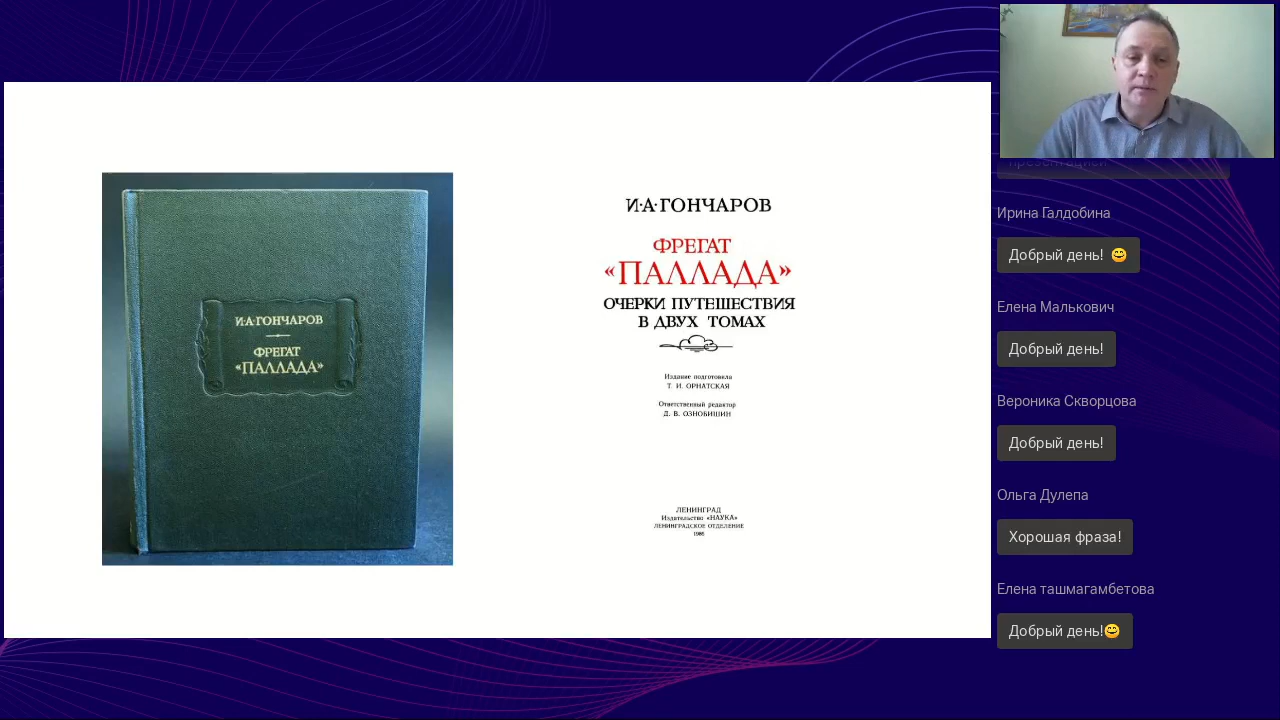 И·А·ГОНЧАРОВ
ФРЕГАТ
«ПАЛЛАДА»
И·А·ГОНЧАРОВ
ФРЕГАТ
«ПАЛЛАДА»
ОЧЕРКИ ПУТЕШЕСТВИЯ
В ДВУХ ТОМАХ
Издание подготовила
Т. И. ОРНАТСКАЯ
Ответственный редактор
Д. В. ОЗНОБИШИН
ЛЕНИНГРАД
Издательство «НАУКА»
ЛЕНИНГРАДСКОЕ ОТДЕЛЕНИЕ
1986
презентацией
Ирина Галдобина
Добрый день! 😊
Елена Малькович
Добрый день!
Вероника Скворцова
Добрый день!
Ольга Дулепа
Хорошая фраза!
Елена ташмагамбетова
Добрый день!😊